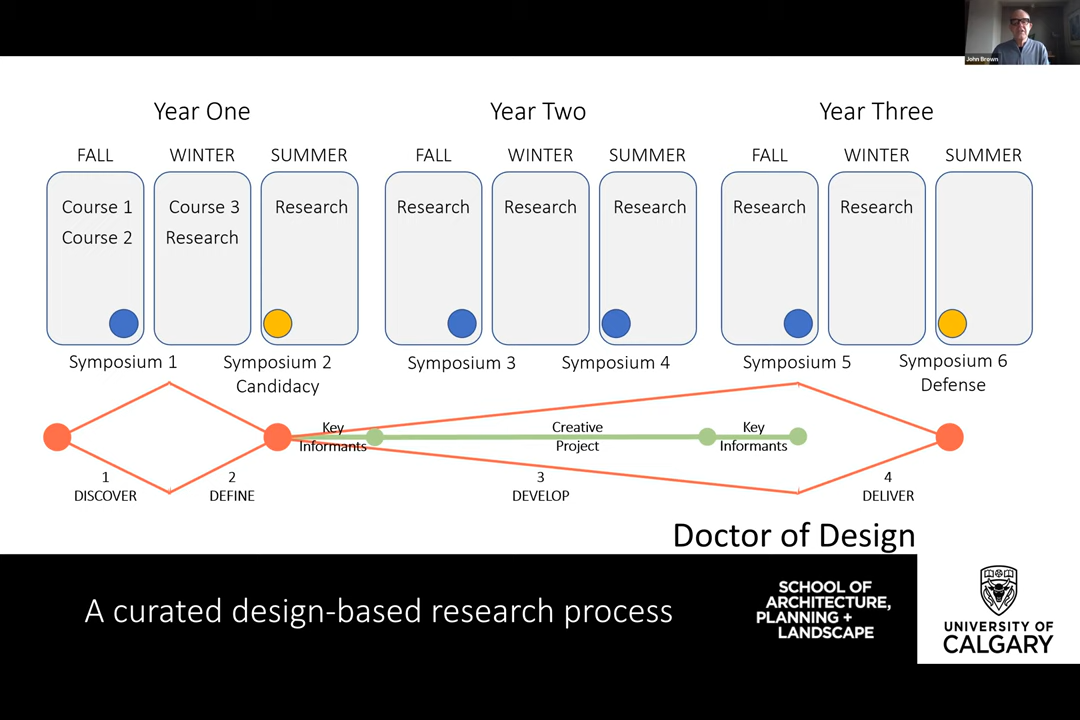 John Brown
Year One
Year Two
Year Three
FALL
WINTER
SUMMER
FALL
WINTER
SUMMER
FALL
WINTER
SUMMER
Course 1
Course 2
Course 3
Research
Research
Research
Research
Research
Research
Research
Symposium 1
Symposium 2
Candidacy
Symposium 3
Symposium 4
Symposium 5
Symposium 6
Defense
Key
Informants
Creative
Project
Key
Informants
1
DISCOVER
2
DEFINE
3
DEVELOP
4
DELIVER
Doctor of Design
A curated design-based research process
SCHOOL OF
ARCHITECTURE,
PLANNING +
LANDSCAPE
UNIVERSITY OF
CALGARY